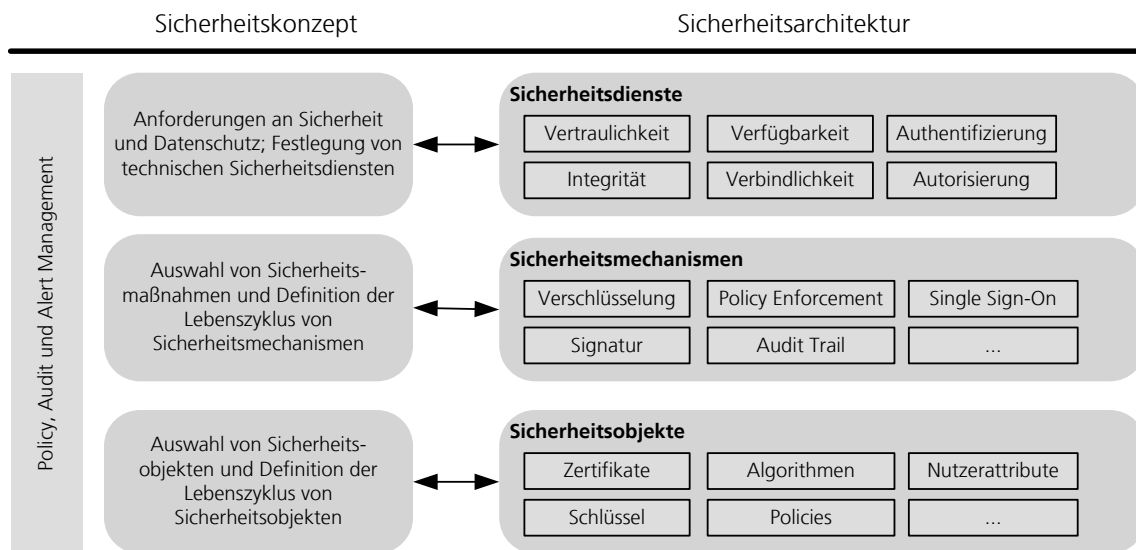 Sicherheitskonzept
Sicherheitsarchitektur
Policy, Audit und Alert Management
Anforderungen an Sicherheit
und Datenschutz; Festlegung von
technischen Sicherheitsdiensten
Sicherheitsdienste
Vertraulichkeit
Verfügbarkeit
Authentifizierung
Integrität
Verbindlichkeit
Autorisierung
Auswahl von Sicherheits-
maßnahmen und Definition der
Lebenszyklus von
Sicherheitsmechanismen
Sicherheitsmechanismen
Verschlüsselung
Policy Enforcement
Single Sign-On
Signatur
Audit Trail
...
Auswahl von Sicherheits-
objekten und Definition der
Lebenszyklus von
Sicherheitsobjekten
Sicherheitsobjekte
Zertifikate
Algorithmen
Nutzerattribute
Schlüssel
Policies
...